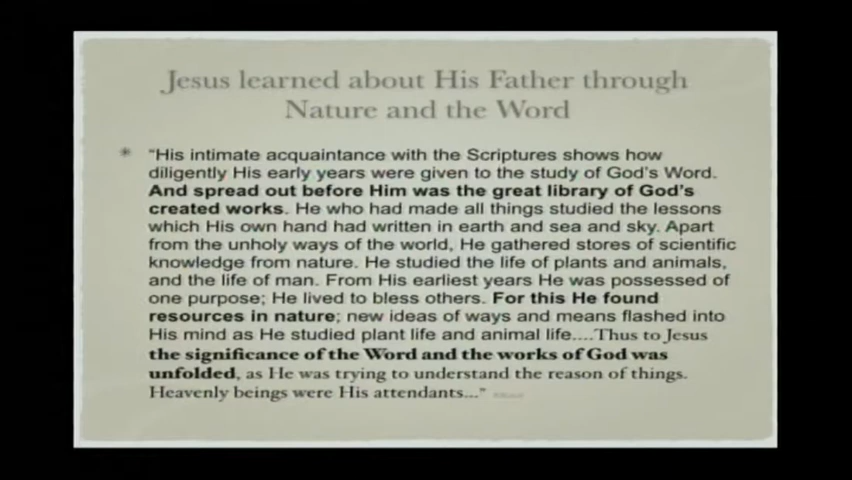 Jesus learned about His Father through
Nature and the Word
"His intimate acquaintance with the Scriptures shows how
diligently His early years were given to the study of God's Word.
And spread out before Him was the great library of God's
created works. He who had made all things studied the lessons
which His own hand had written in earth and sea and sky. Apart
from the unholy ways of the world, He gathered stores of scientific
knowledge from nature. He studied the life of plants and animals,
and the life of man. From His earliest years He was possessed of
one purpose; He lived to bless others. For this He found
resources in nature; new ideas of ways and means flashed into
His mind as He studied plant life and animal life....Thus to Jesus
the significance of the Word and the works of God was
unfolded, as He was trying to understand the reason of things.
Heavenly beings were His attendants..."